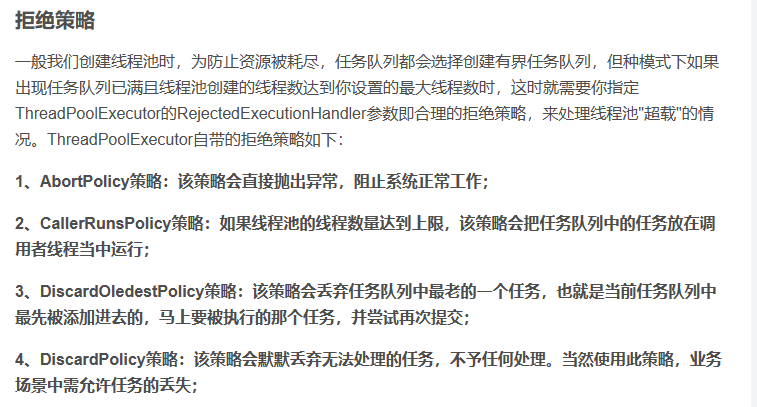 拒绝策略
一般我们创建线程池时，为防止资源被耗尽，任务队列都会选择创建有界任务队列，但种模式下如果
出现任务队列已满且线程池创建的线程数达到你设置的最大线程数时，这时就需要你指定
ThreadPoolExecutor的RejectedExecutionHandler参数即合理的拒绝策略，来处理线程池"超载"的情
况。ThreadPoolExecutor自带的拒绝策略如下：
1、AbortPolicy策略：该策略会直接抛出异常，阻止系统正常工作；
2、CallerRunsPolicy策略：如果线程池的线程数量达到上限，该策略会把任务队列中的任务放在调
用者线程当中运行；
3、DiscardOledestPolicy策略：该策略会丢弃任务队列中最老的一个任务，也就是当前任务队列中
最先被添加进去的，马上要被执行的那个任务，并尝试再次提交；
4、DiscardPolicy策略：该策略会默默丢弃无法处理的任务，不予任何处理。当然使用此策略，业务
场景中需允许任务的丢失；